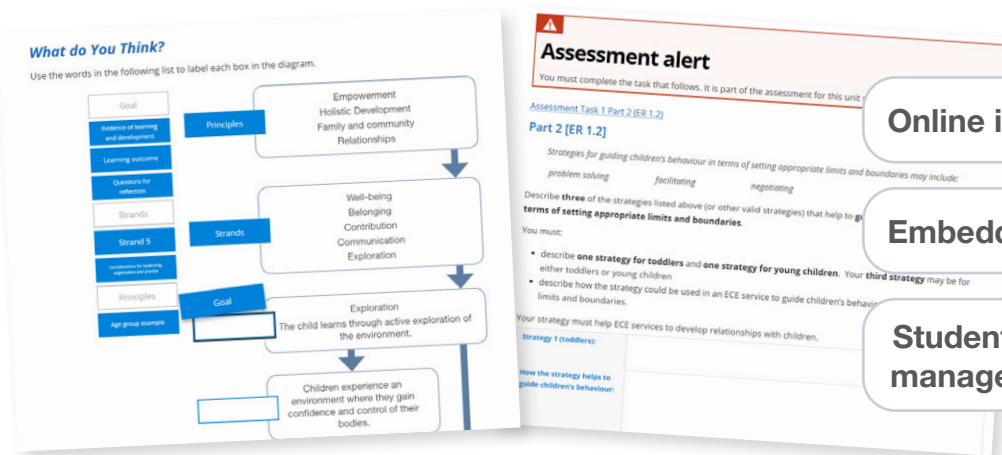 What do You Think?
Use the words in the following list to label each box in the diagram.
Goal
Evidence of learning
and development
Learning outcome
Questions for
reflection
Strands
Strand 5
Considerations for leadership,
organisation and practice
Principles
Age group example
Principles
Empowerment
Holistic Development
Family and community
Relationships
Strands
Well-being
Belonging
Contribution
Communication
Exploration
Goal
Exploration
The child learns through active exploration of
the environment.
Children experience an
environment where they gain
confidence and control of their
bodies.
Assessment alert
You must complete the task that follows. It is part of the assessment for this unit
Assessment Task 1 Part 2 (ER 1.2)
Part 2 [ER 1.2]
Strategies for guiding children's behaviour in terms of setting appropriate limits and boundaries may include:
problem solving facilitating negotiating
Describe three of the strategies listed above (or other valid strategies) that help to
terms of setting appropriate limits and boundaries.
You must:
• describe one strategy for toddlers and one strategy for young children. Your third strategy may be for
either toddlers or young children
• describe how the strategy could be used in an ECE service to guide children's
limits and boundaries.
Your strategy must help ECE services to develop relationships with children.
Strategy 1 (toddlers):
How the strategy helps to
guide children's behaviour:
Online
Student
manage